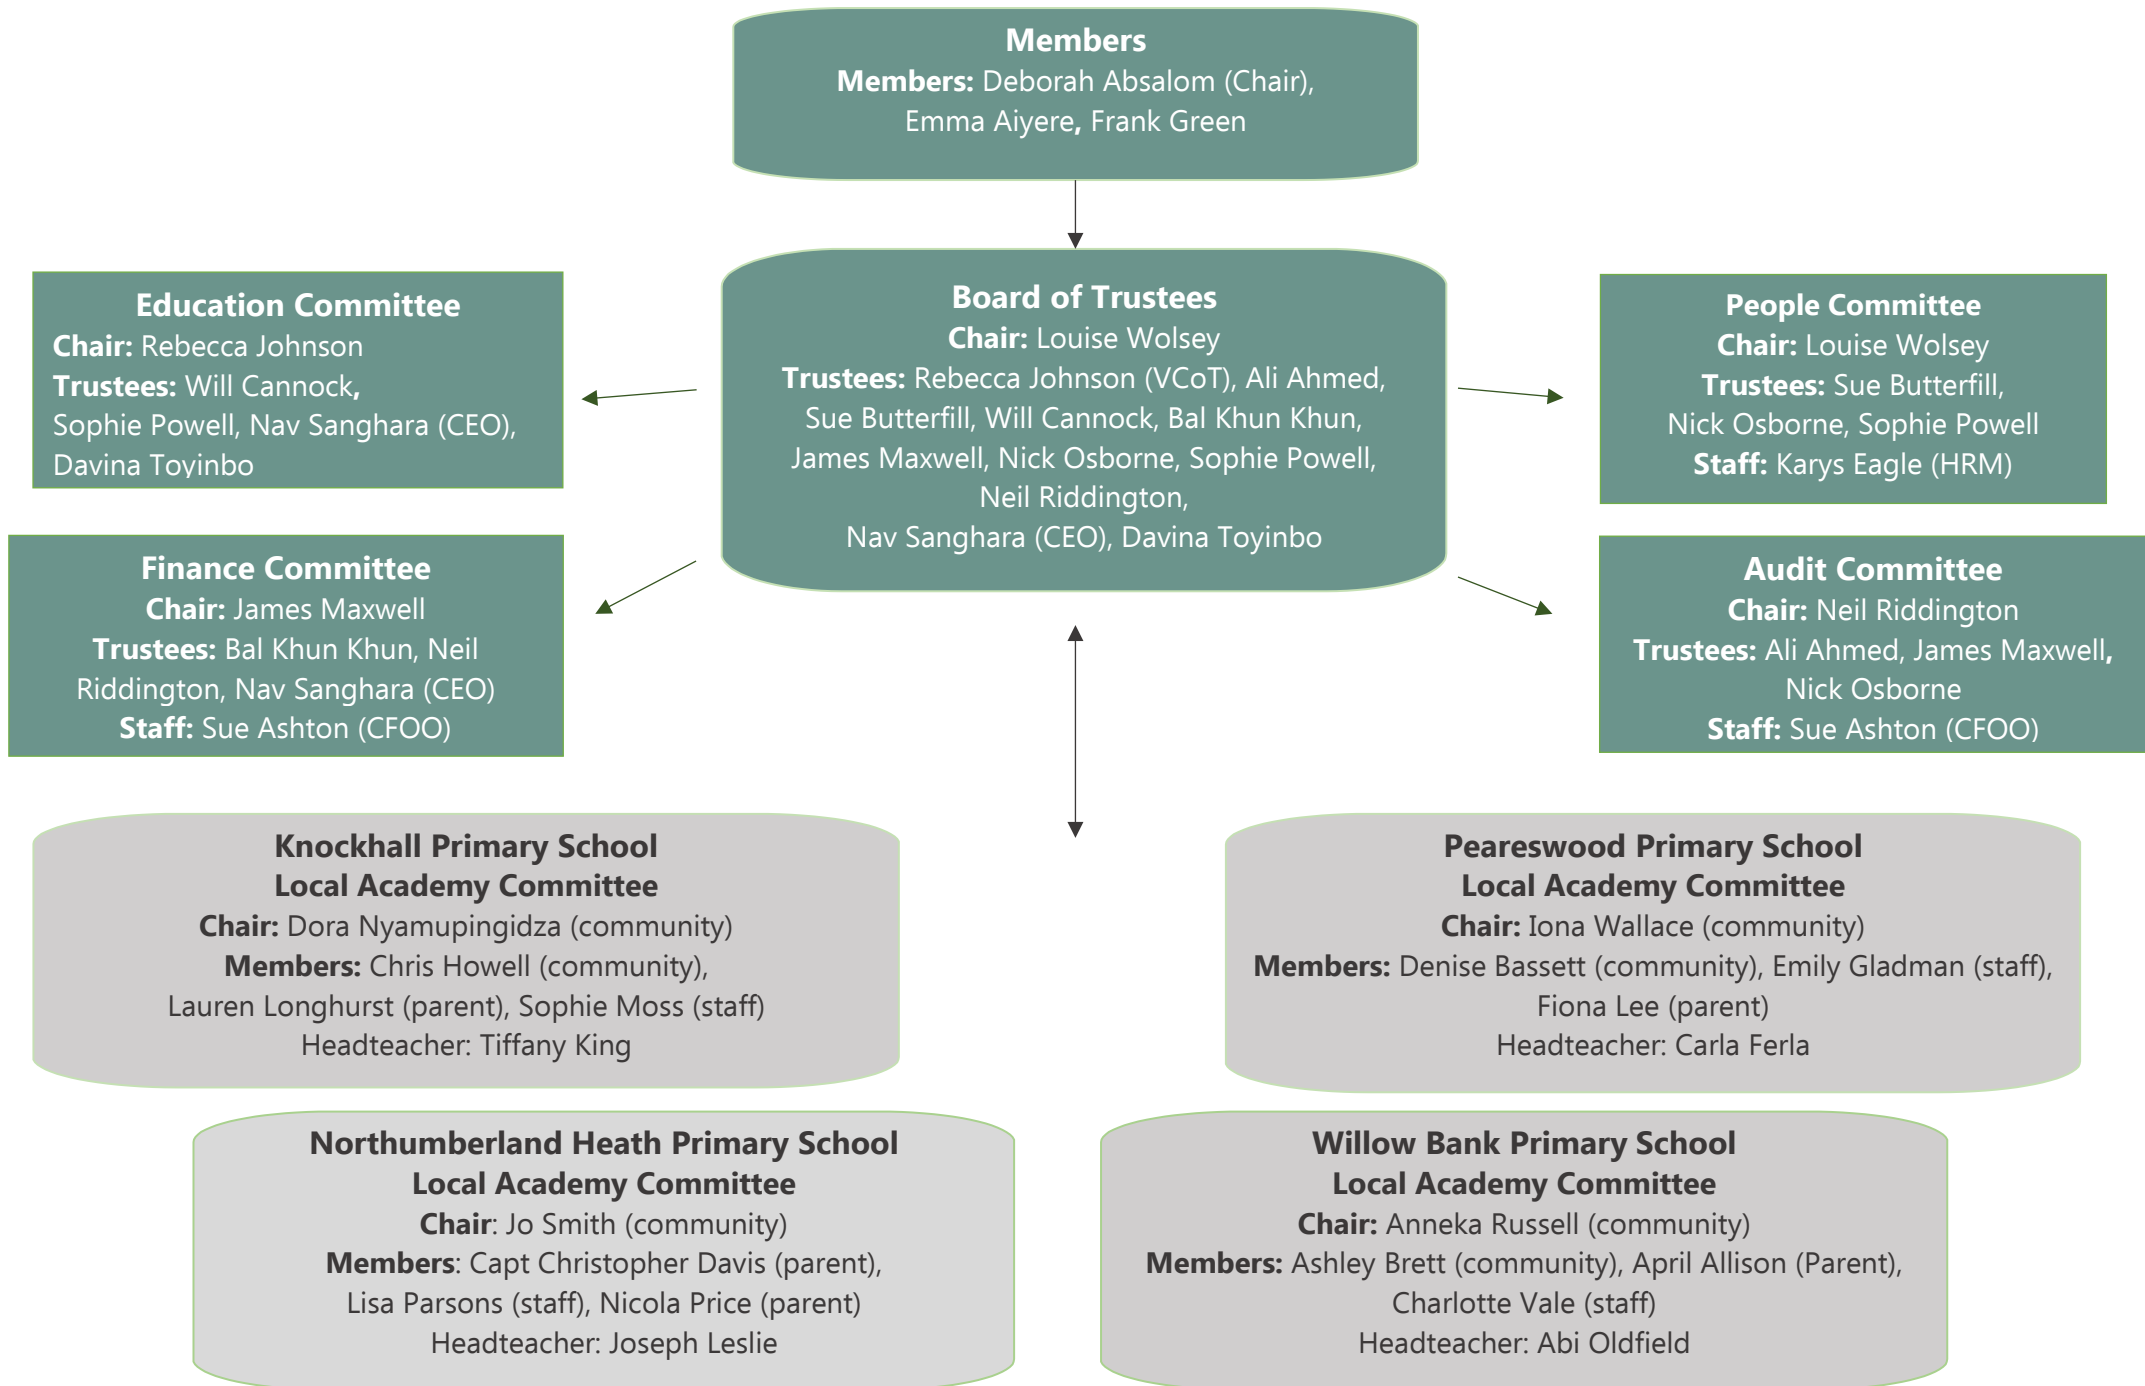 Members
Members: Deborah Absalom (Chair),
Emma Aiyere, Frank Green
Education Committee
Chair: Rebecca Johnson
Trustees: Will Cannock,
Sophie Powell, Nav Sanghara (CEO),
Davina Toyinbo
Board of Trustees
Chair: Louise Wolsey
Trustees: Rebecca Johnson (VCoT), Ali Ahmed,
Sue Butterfill, Will Cannock, Bal Khun Khun,
James Maxwell, Nick Osborne, Sophie Powell,
Neil Riddington,
Nav Sanghara (CEO), Davina Toyinbo
People Committee
Chair: Louise Wolsey
Trustees: Sue Butterfill,
Nick Osborne, Sophie Powell
Staff: Karys Eagle (HRM)
Finance Committee
Chair: James Maxwell
Trustees: Bal Khun Khun, Neil
Riddington, Nav Sanghara (CEO)
Staff: Sue Ashton (CFOO)
Audit Committee
Chair: Neil Riddington
Trustees: Ali Ahmed, James Maxwell,
Nick Osborne
Staff: Sue Ashton (CFOO)
Knockhall Primary School
Local Academy Committee
Chair: Dora Nyamupingidza (community)
Members: Chris Howell (community),
Lauren Longhurst (parent), Sophie Moss (staff)
Headteacher: Tiffany King
Peareswood Primary School
Local Academy Committee
Chair: Iona Wallace (community)
Members: Denise Bassett (community), Emily Gladman (staff),
Fiona Lee (parent)
Headteacher: Carla Ferla
Northumberland Heath Primary School
Local Academy Committee
Chair: Jo Smith (community)
Members: Capt Christopher Davis (parent),
Lisa Parsons (staff), Nicola Price (parent)
Headteacher: Joseph Leslie
Willow Bank Primary School
Local Academy Committee
Chair: Anneka Russell (community)
Members: Ashley Brett (community), April Allison (Parent),
Charlotte Vale (staff)
Headteacher: Abi Oldfield